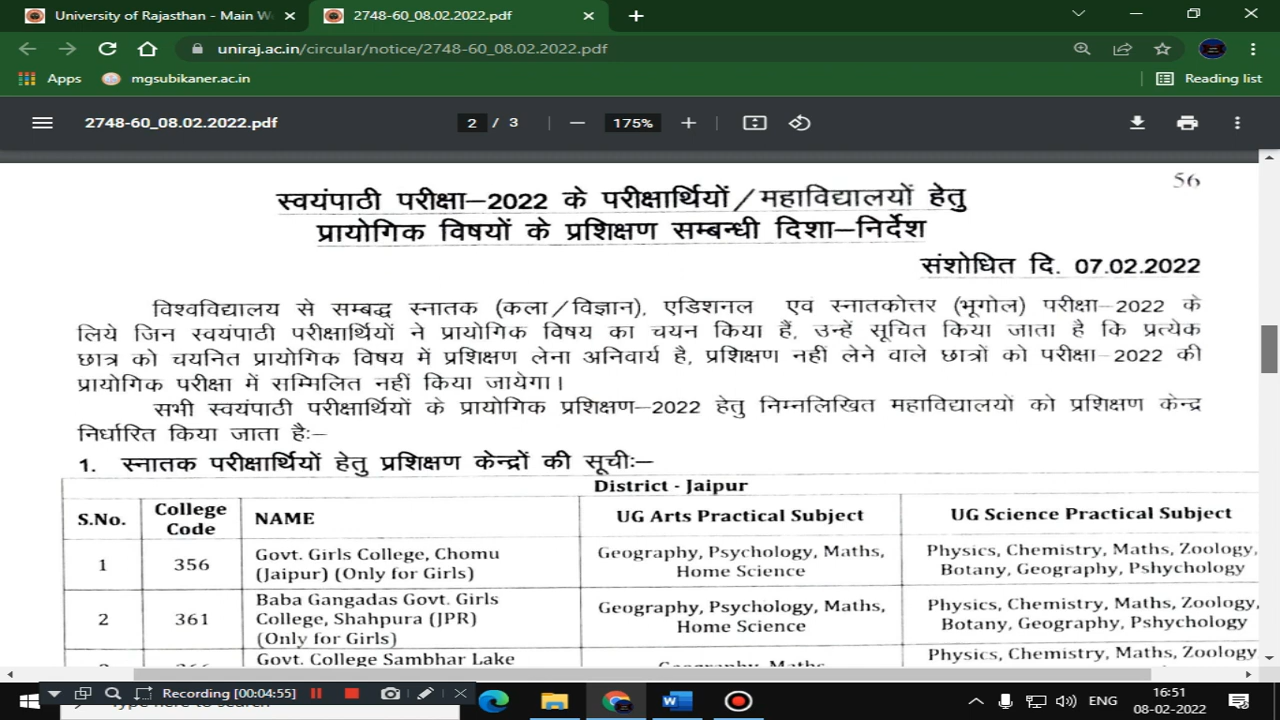 University of Rajasthan - Main W
2748-60_08.02.2022.pdf
uniraj.ac.in/circular/notice/2748-60_08.02.2022.pdf
Apps
mgsubikaner.ac.in
Reading list
2748-60_08.02.2022.pdf
2 / 3
175%
56
स्वयंपाठी परीक्षा–2022 के परीक्षार्थियों/महाविद्यालयों हेतु
प्रायोगिक विषयों के प्रशिक्षण सम्बन्धी दिशा–निर्देश
संशोधित दि. 07.02.2022
विश्वविद्यालय से सम्बद्ध स्नातक (कला/विज्ञान), एडिशनल एवं स्नातकोत्तर (भूगोल) परीक्षा–2022 के
लिये जिन स्वयंपाठी परीक्षार्थियों ने प्रायोगिक विषय का चयन किया हैं, उन्हें सूचित किया जाता है कि प्रत्येक
छात्र को चयनित प्रायोगिक विषय में प्रशिक्षण लेना अनिवार्य है, प्रशिक्षण नहीं लेने वाले छात्रों को परीक्षा–2022 की
प्रायोगिक परीक्षा में सम्मिलित नहीं किया जायेगा।
सभी स्वयंपाठी परीक्षार्थियों के प्रायोगिक प्रशिक्षण–2022 हेतु निम्नलिखित महाविद्यालयों को प्रशिक्षण केन्द्र
निर्धारित किया जाता हैः–
1. स्नातक परीक्षार्थियों हेतु प्रशिक्षण केन्द्रों की सूचीः–
District - Jaipur
S.No.
College Code
NAME
UG Arts Practical Subject
UG Science Practical Subject
1
356
Govt. Girls College, Chomu
(Jaipur) (Only for Girls)
Geography, Psychology, Maths,
Home Science
Physics, Chemistry, Maths, Zoology,
Botany, Geography, Pshychology
2
361
Baba Gangadas Govt. Girls
College, Shahpura (JPR)
(Only for Girls)
Geography, Psychology, Maths,
Home Science
Physics, Chemistry, Maths, Zoology,
Botany, Geography, Pshychology
Govt. College Sambhar Lake
Geography, Maths
Physics, Chemistry, Maths, Zoology
Recording [00:04:55]
Type here to search
ENG
16:51
08-02-2022